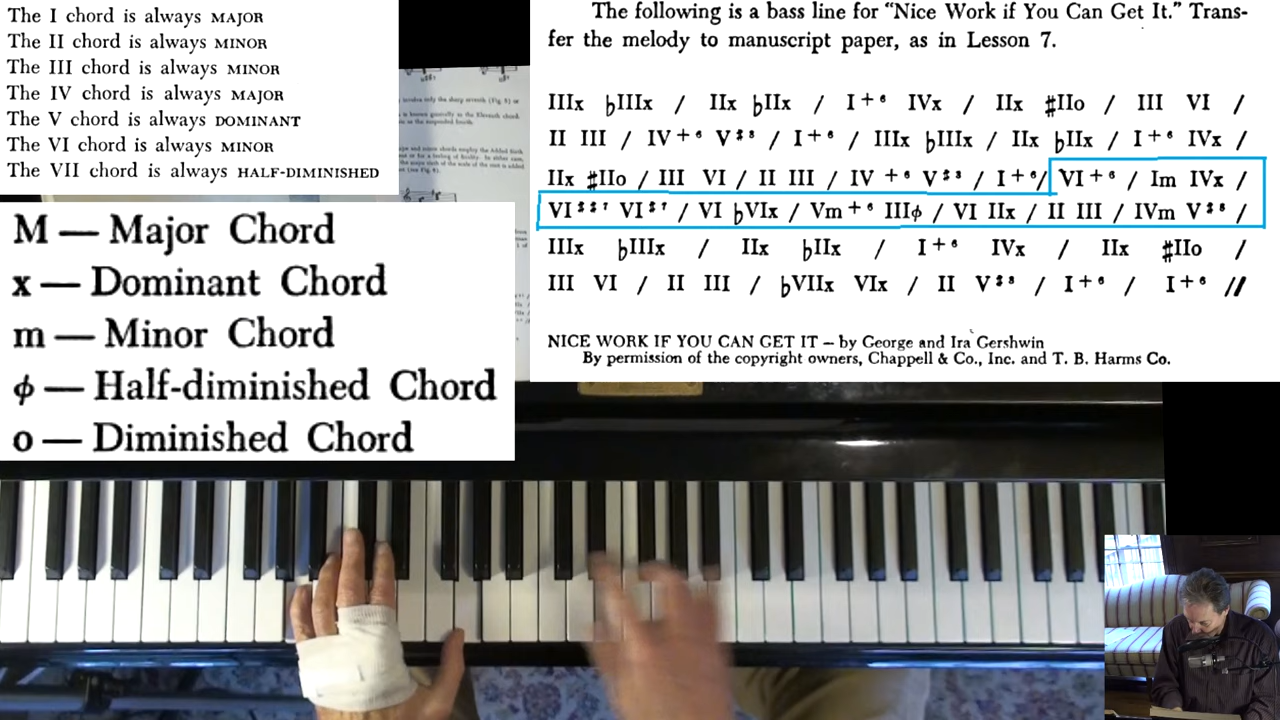 The I chord is always MAJOR
The II chord is always MINOR
The III chord is always MINOR
The IV chord is always MAJOR
The V chord is always DOMINANT
The VI chord is always MINOR
The VII chord is always HALF-DIMINISHED
M — Major Chord
x — Dominant Chord
m — Minor Chord
ϕ — Half-diminished Chord
o — Diminished Chord
The following is a bass line for “Nice Work if You Can Get It.” Trans-
fer the melody to manuscript paper, as in Lesson 7.
IIIx ♭IIIx / IIx ♭IIx / I+⁶ IVx / IIx ♯IIo / III VI /
II III / IV+⁶ V / I+⁶ / IIIx ♭IIIx / IIx ♭IIx / I+⁶ IVx /
IIx ♯IIo / III VI / II III / IV +⁶ V / I+⁶/ VI+⁶ / Im IVx /
VI VI / VI ♭VIx / Vm+⁶ IIIϕ / VI IIx / II III / IVm V /
IIIx ♭IIIx / IIx ♭IIx / I+⁶ IVx / IIx ♯IIo /
III VI / II III / ♭VIIx VIx / II V / I+⁶ / I+⁶ //
NICE WORK IF YOU CAN GET IT — by George and Ira Gershwin
By permission of the copyright owners, Chappell & Co., Inc. and T. B. Harms Co.